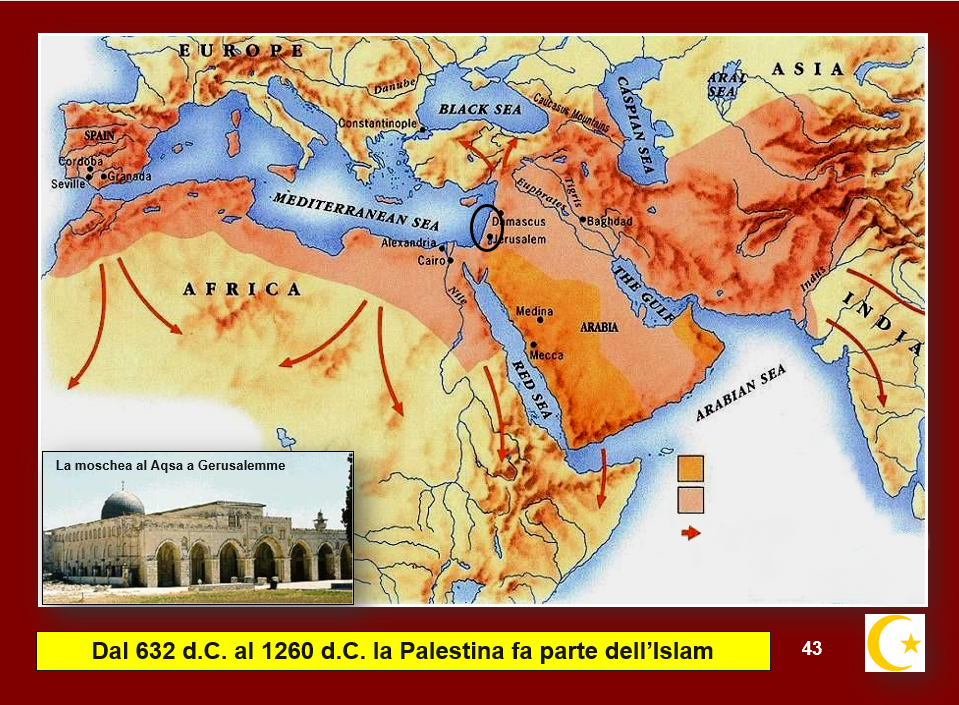 EUROPE
ASIA
ARAL
SEA
Danube
CASPIAN SEA
BLACK SEA
Caucasus Mountains
Constantinople
SPAIN
Cordoba
Seville
Granada
MEDITERRANEAN SEA
Euphrates
Tigris
Damascus
Baghdad
Jerusalem
Alexandria
Cairo
Nile
AFRICA
THE GULF
Indus
INDIA
Medina
ARABIA
Mecca
RED SEA
ARABIAN SEA
La moschea al Aqsa a Gerusalemme
Dal 632 d.C. al 1260 d.C. la Palestina fa parte dell’Islam
43